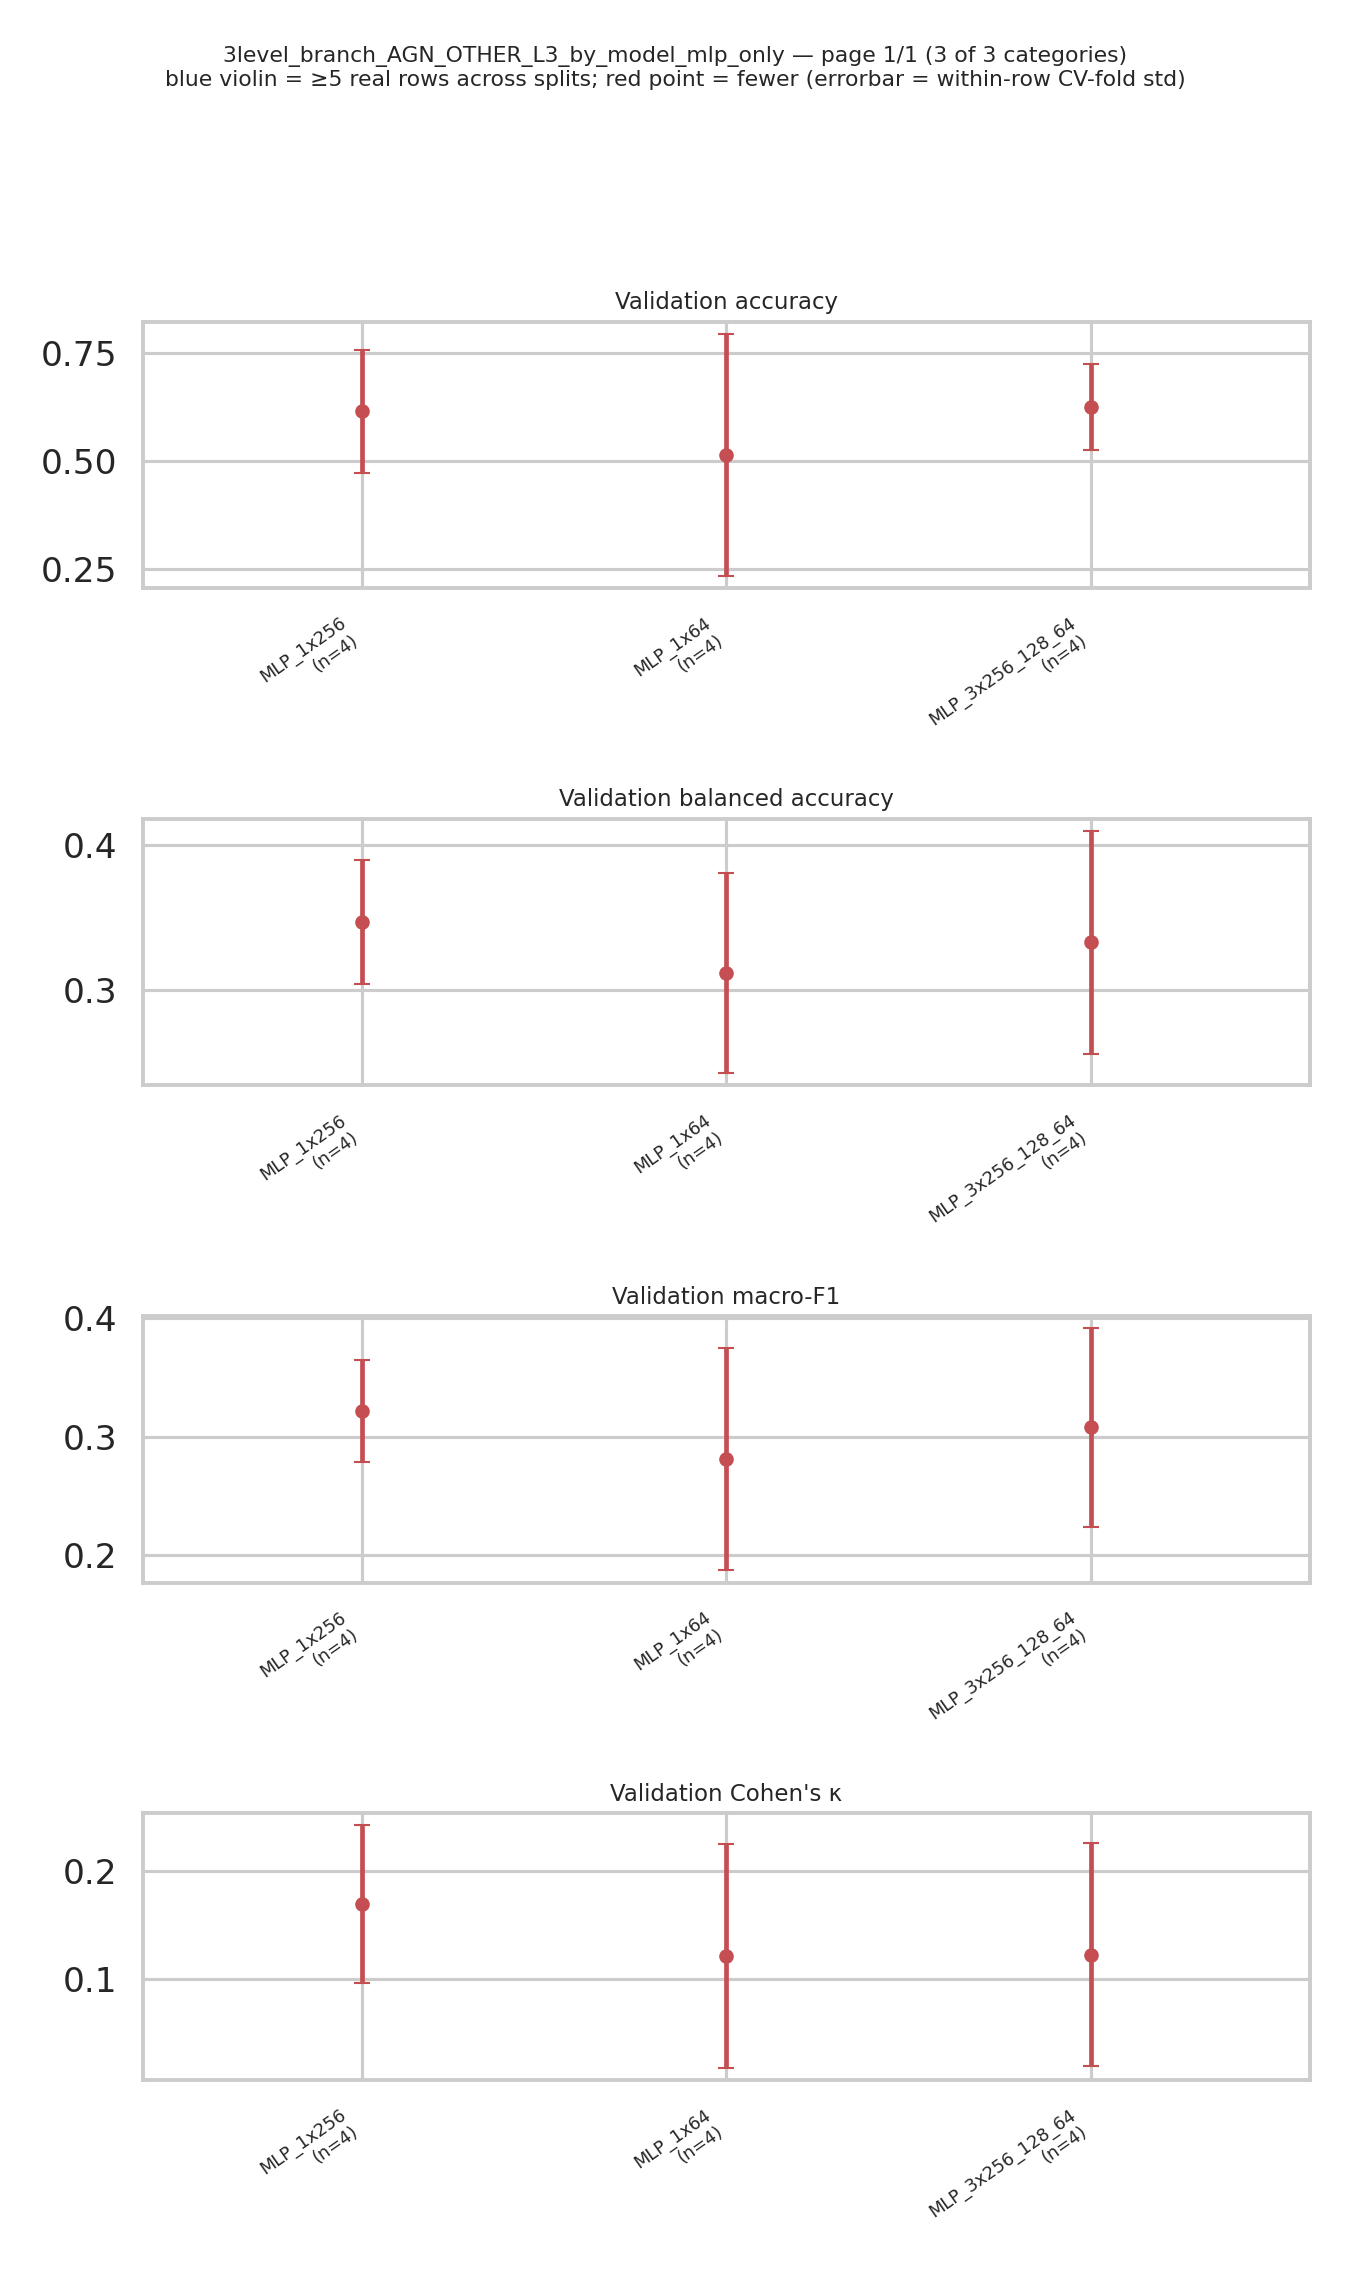 3level_branch_AGN_OTHER_L3_by_model_mlp_only — page 1/1 (3 of 3 categories)
blue violin = ≥5 real rows across splits; red point = fewer (errorbar = within-row CV-fold std)
Validation accuracy
0.75
0.50
0.25
MLP_1x256
(n=4)
MLP_1x64
(n=4)
MLP_3x256_128_64
(n=4)
Validation balanced accuracy
0.4
0.3
MLP_1x256
(n=4)
MLP_1x64
(n=4)
MLP_3x256_128_64
(n=4)
Validation macro-F1
0.4
0.3
0.2
MLP_1x256
(n=4)
MLP_1x64
(n=4)
MLP_3x256_128_64
(n=4)
Validation Cohen's κ
0.2
0.1
MLP_1x256
(n=4)
MLP_1x64
(n=4)
MLP_3x256_128_64
(n=4)